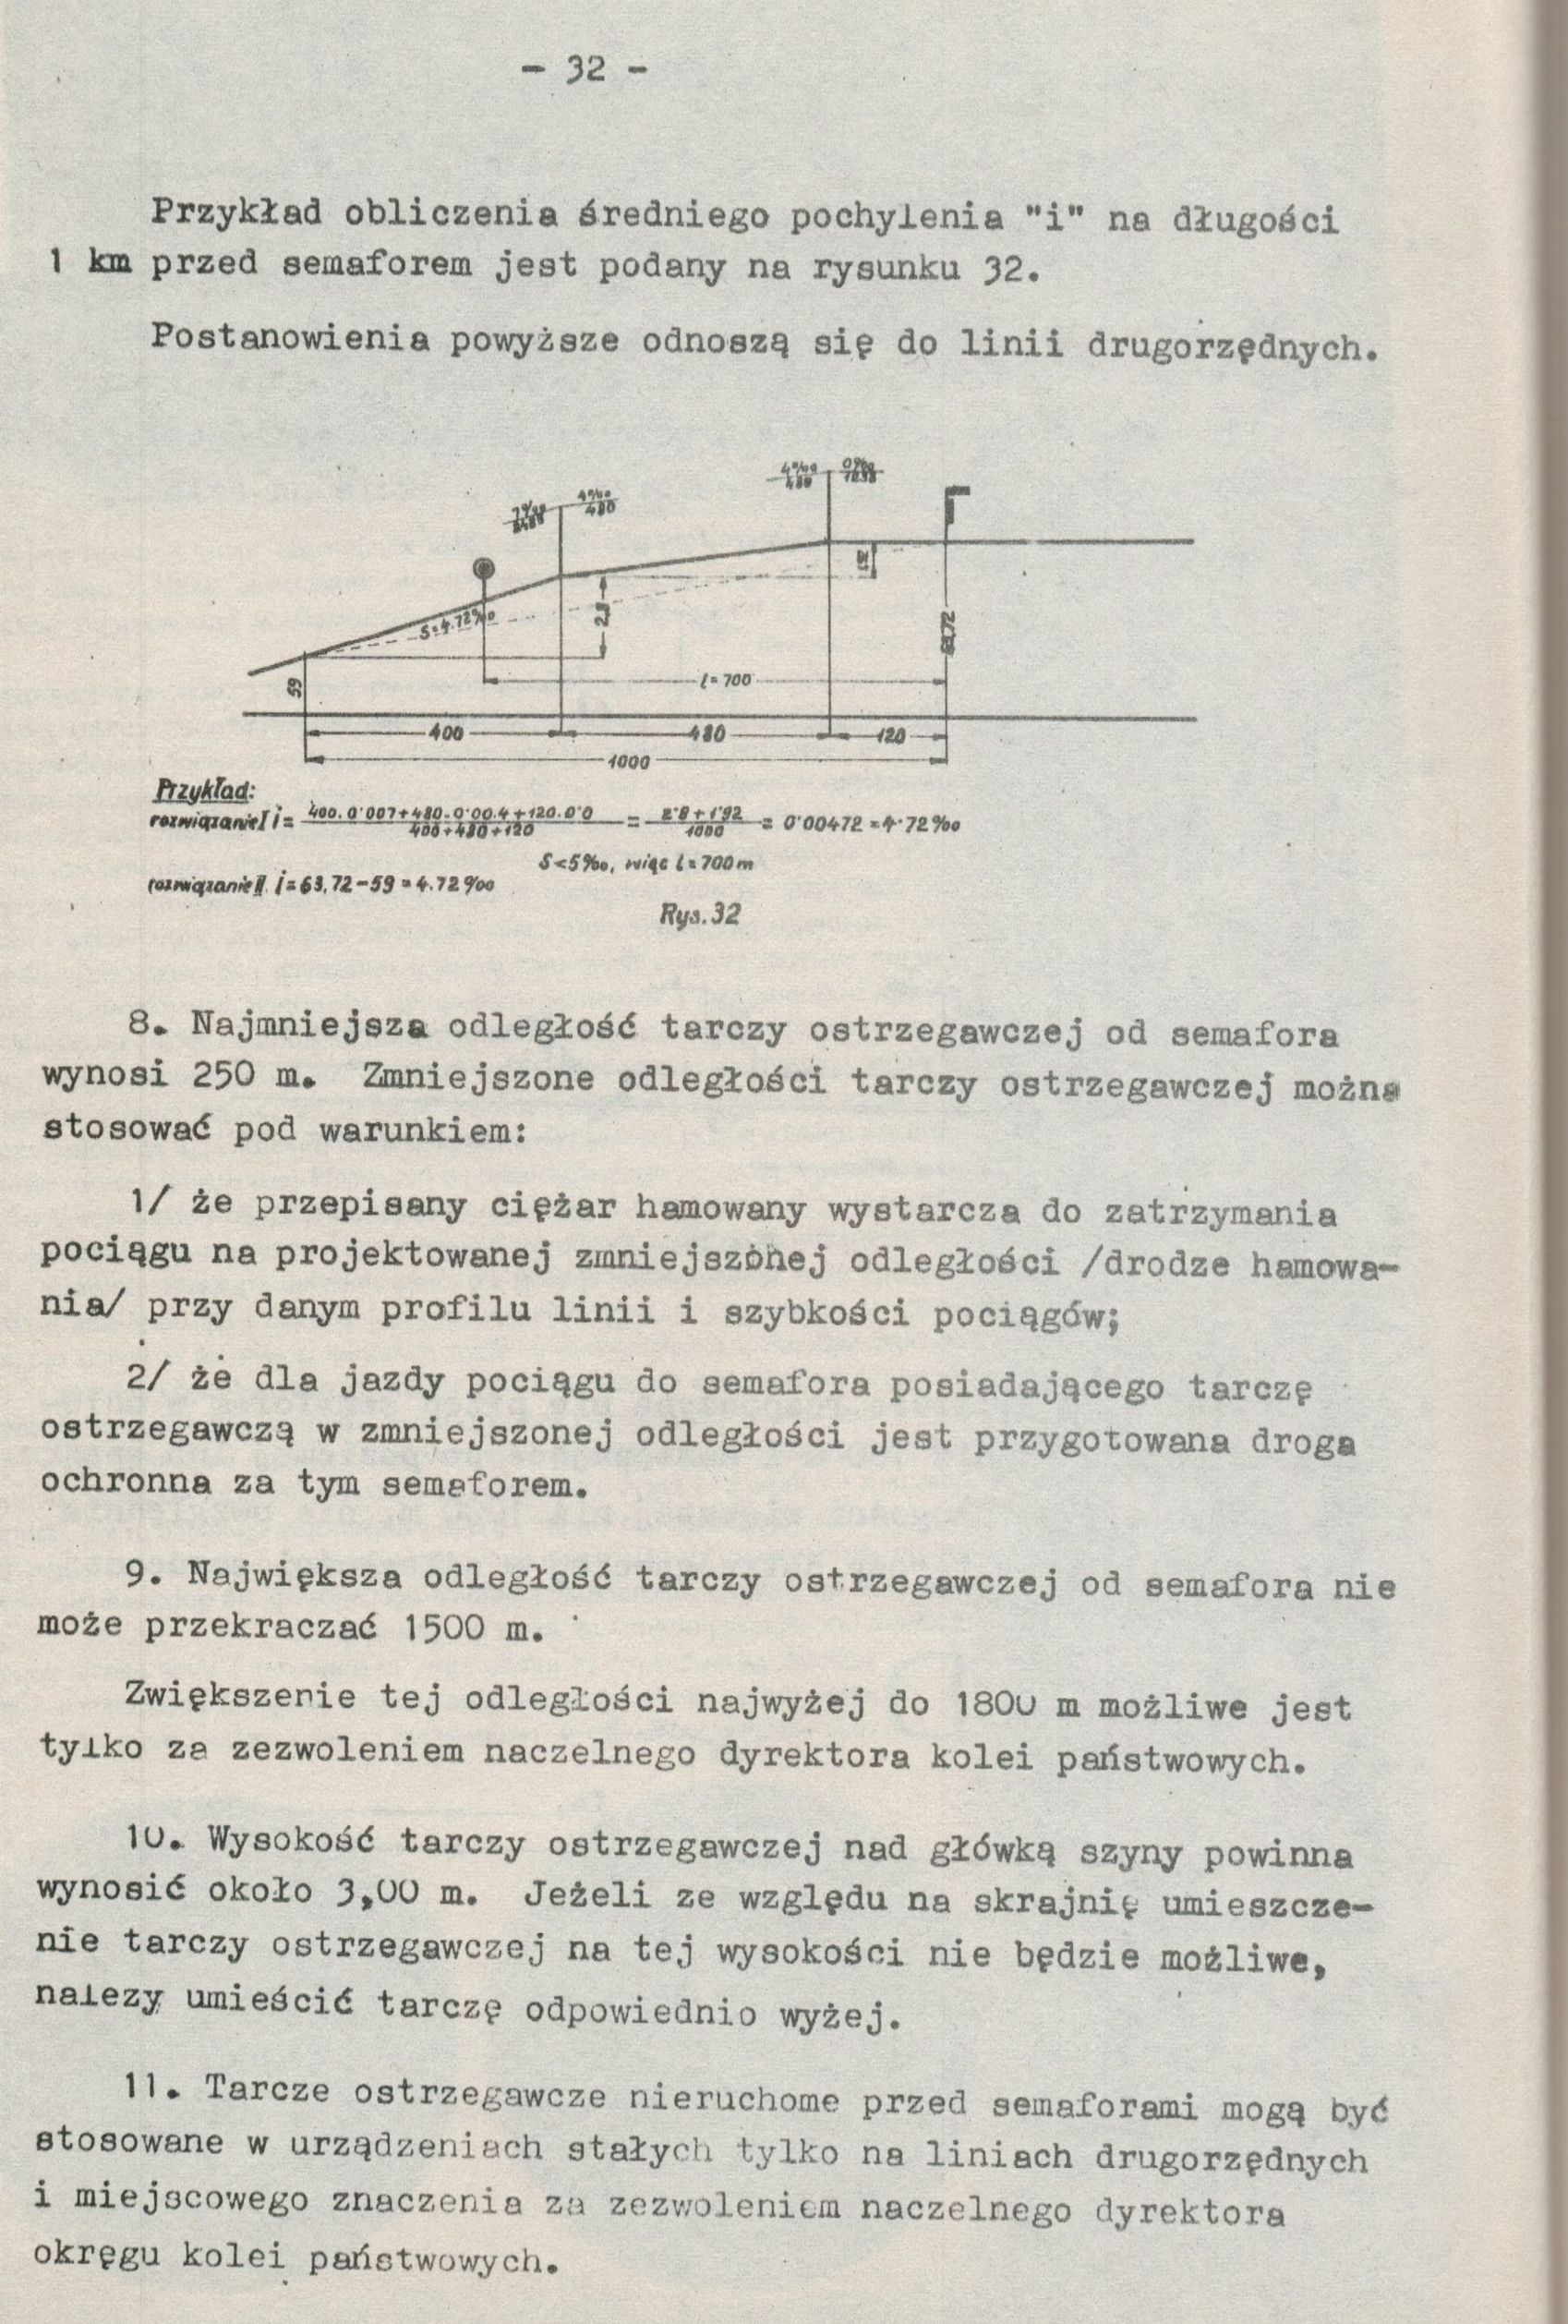 - 32 -
Przykład obliczenia średniego pochylenia "i" na długości
1 km przed semaforem jest podany na rysunku 32.
Postanowienia powyższe odnoszą się do linii drugorzędnych.
4‰ 0‰
480
4‰
480
S=4.72‰
l=700
59
400 480 120
1000
Przykład:
rozwiązanie I i = 400.0'007+480.0'00.4+120.0'0 = 2'8+1'92 = 0'00472 = 4'72‰
400+480+120 1000
S<5‰, więc l=700m
rozwiązanie II. i=63,72-59=4.72‰
Rys.32
8. Najmniejsza odległość tarczy ostrzegawczej od semafora
wynosi 250 m. Zmniejszone odległości tarczy ostrzegawczej można
stosować pod warunkiem:
1/ że przepisany ciężar hamowany wystarcza do zatrzymania
pociągu na projektowanej zmniejszonej odległości /drodze hamowa-
nia/ przy danym profilu linii i szybkości pociągów;
2/ że dla jazdy pociągu do semafora posiadającego tarczę
ostrzegawczą w zmniejszonej odległości jest przygotowana droga
ochronna za tym semaforem.
9. Największa odległość tarczy ostrzegawczej od semafora nie
może przekraczać 1500 m.
Zwiększenie tej odległości najwyżej do 1800 m możliwe jest
tylko za zezwoleniem naczelnego dyrektora kolei państwowych.
10. Wysokość tarczy ostrzegawczej nad główką szyny powinna
wynosić około 3,00 m. Jeżeli ze względu na skrajnię umieszcze-
nie tarczy ostrzegawczej na tej wysokości nie będzie możliwe,
nalezy umieścić tarczę odpowiednio wyżej.
11. Tarcze ostrzegawcze nieruchome przed semaforami mogą być
stosowane w urządzeniach stałych tylko na liniach drugorzędnych
i miejscowego znaczenia za zezwoleniem naczelnego dyrektora
okręgu kolei państwowych.